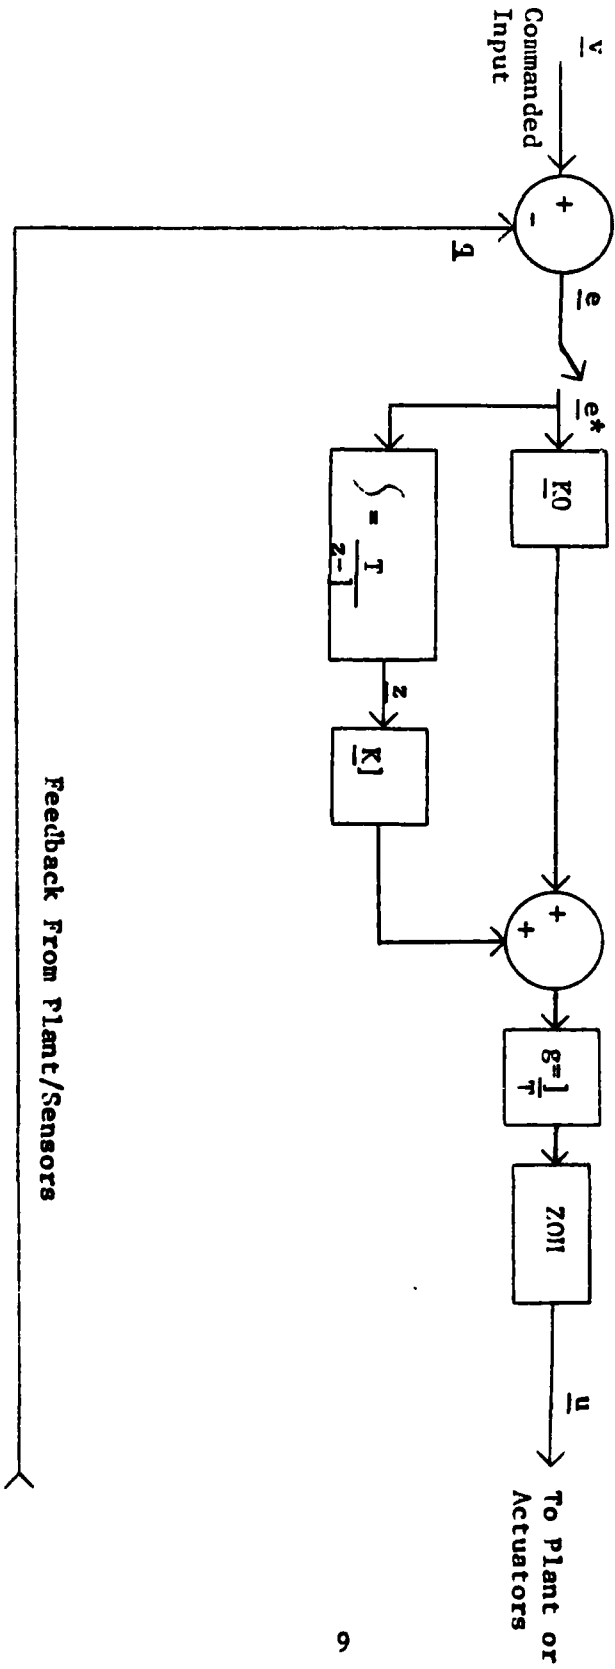 v
Commanded
Input
+
-
e
e*
q
K0
∫ = T
z-1
z
K1
+
+
g=1
T
ZOH
u
To Plant or
Actuators
Feedback From Plant/Sensors
9